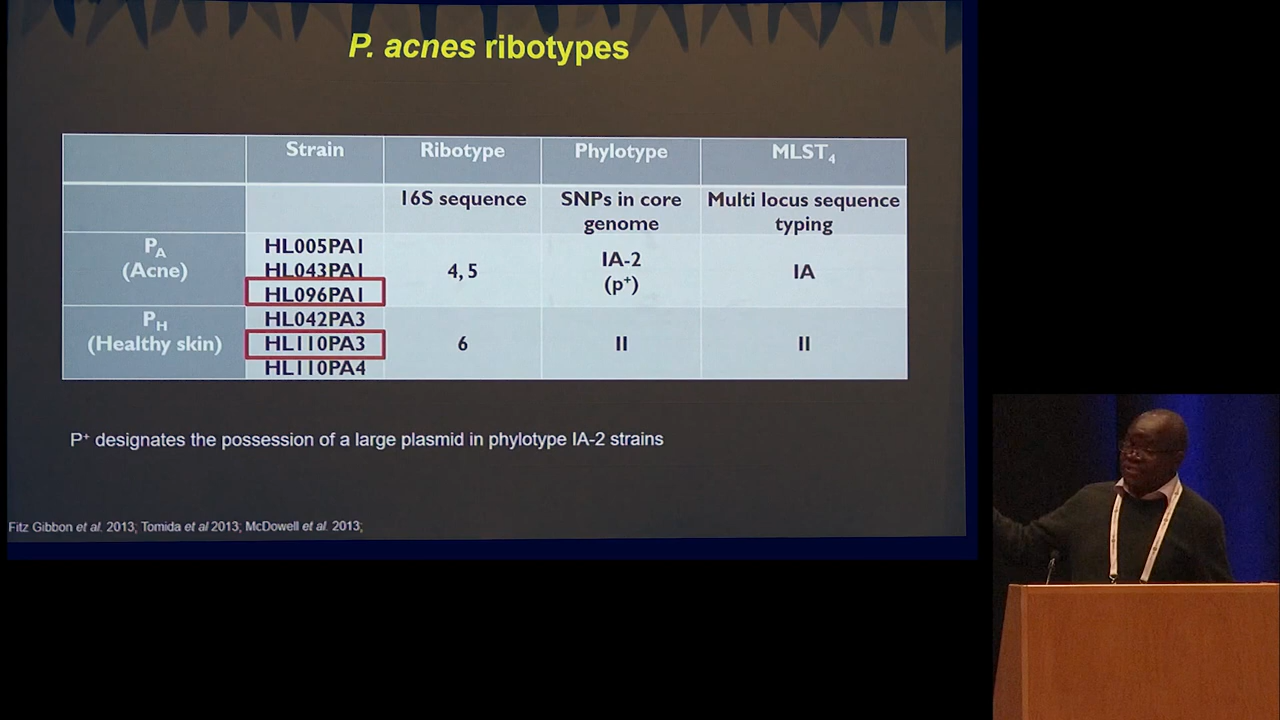 P. acnes ribotypes
Strain Ribotype Phylotype MLST4
16S sequence SNPs in core genome Multi locus sequence typing
PA (Acne) HL005PA1 HL043PA1 HL096PA1 4, 5 IA-2 (p+) IA
PH (Healthy skin) HL042PA3 HL110PA3 HL110PA4 6 II II
P+ designates the possession of a large plasmid in phylotype IA-2 strains
Fitz Gibbon et al. 2013; Tomida et al 2013; McDowell et al. 2013;